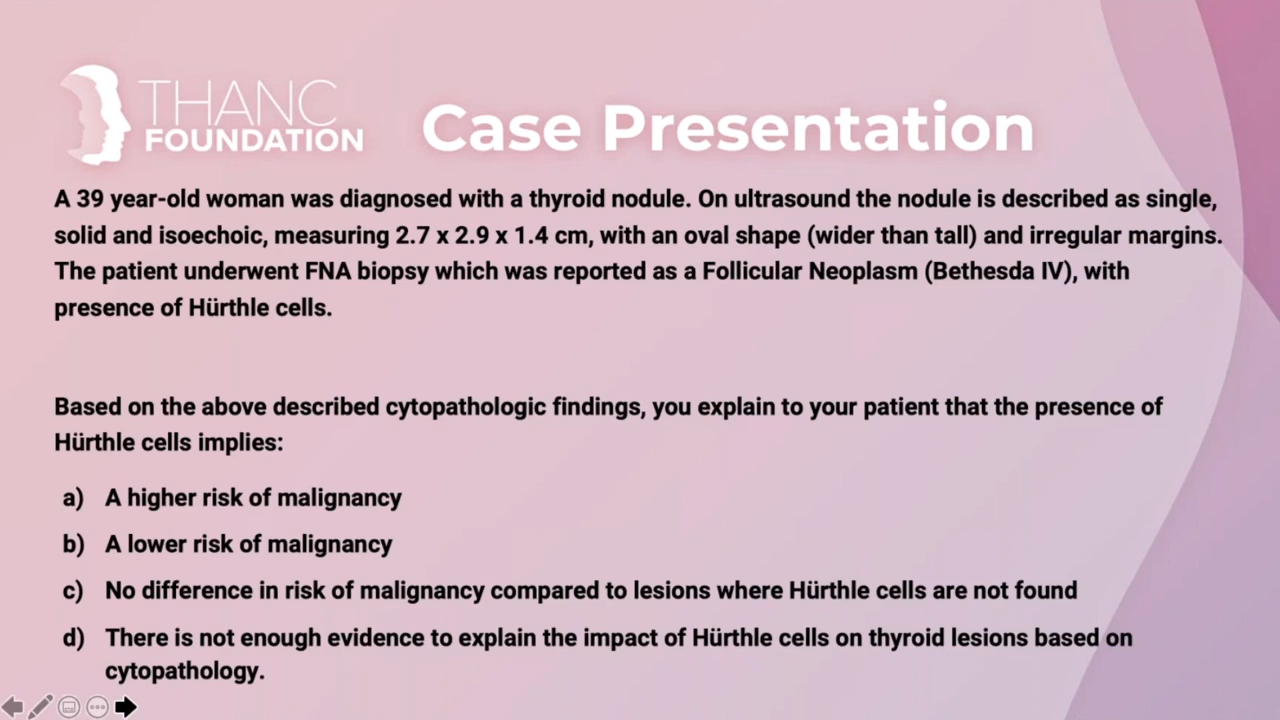 THANC
FOUNDATION
Case Presentation
A 39 year-old woman was diagnosed with a thyroid nodule. On ultrasound the nodule is described as single,
solid and isoechoic, measuring 2.7 x 2.9 x 1.4 cm, with an oval shape (wider than tall) and irregular margins.
The patient underwent FNA biopsy which was reported as a Follicular Neoplasm (Bethesda IV), with
presence of Hürthle cells.
Based on the above described cytopathologic findings, you explain to your patient that the presence of
Hürthle cells implies:
a) A higher risk of malignancy
b) A lower risk of malignancy
c) No difference in risk of malignancy compared to lesions where Hürthle cells are not found
d) There is not enough evidence to explain the impact of Hürthle cells on thyroid lesions based on
cytopathology.